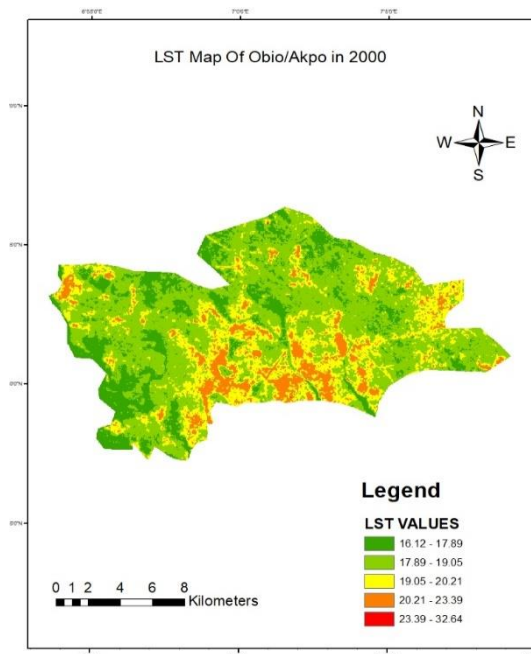 LST Map Of Obio/Akpo in 2000
N
W E
S
Legend
LST VALUES
16.12 - 17.89
17.89 - 19.05
19.05 - 20.21
20.21 - 23.39
23.39 - 32.64
0 1 2 4 6 8
Kilometers